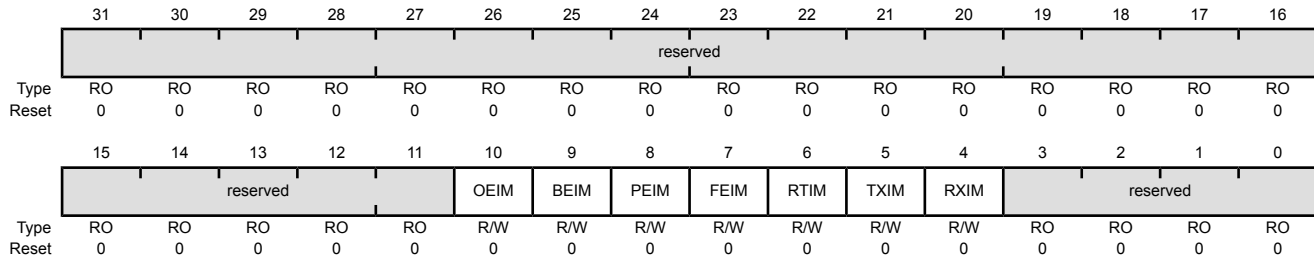 31 30 29 28 27 26 25 24 23 22 21 20 19 18 17 16
reserved
Type RO RO RO RO RO RO RO RO RO RO RO RO RO RO RO RO
Reset 0 0 0 0 0 0 0 0 0 0 0 0 0 0 0 0
15 14 13 12 11 10 9 8 7 6 5 4 3 2 1 0
reserved OEIM BEIM PEIM FEIM RTIM TXIM RXIM reserved
Type RO RO RO RO RO R/W R/W R/W R/W R/W R/W R/W RO RO RO RO
Reset 0 0 0 0 0 0 0 0 0 0 0 0 0 0 0 0